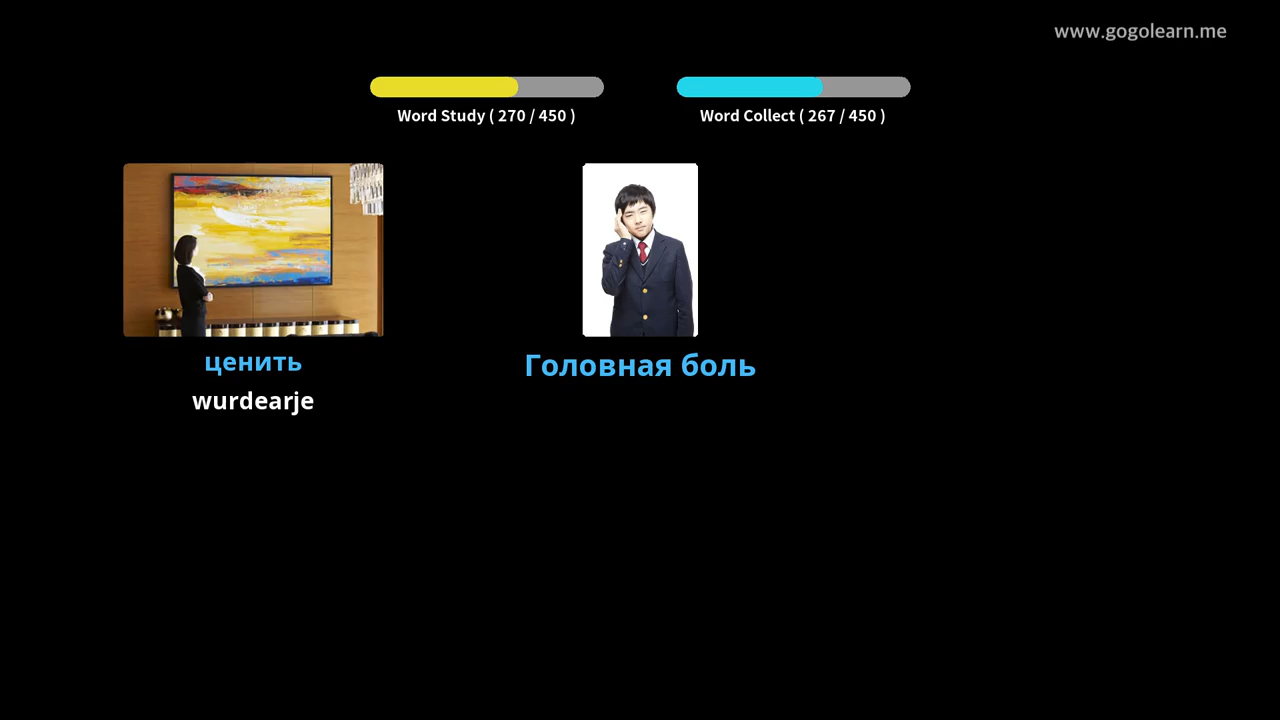 www.gogolearn.me
Word Study ( 270 / 450 )
Word Collect ( 267 / 450 )
ценить
wurdearje
Головная боль